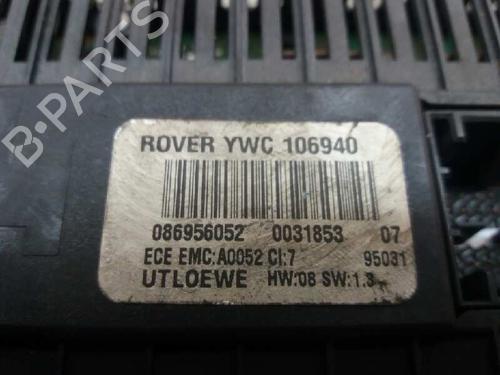 B-PARTS
ROVER YWC 106940
086956052 0031853 07
ECE EMC:A0052 CI:7 95031
UTLOEWE HW:08 SW:1.3